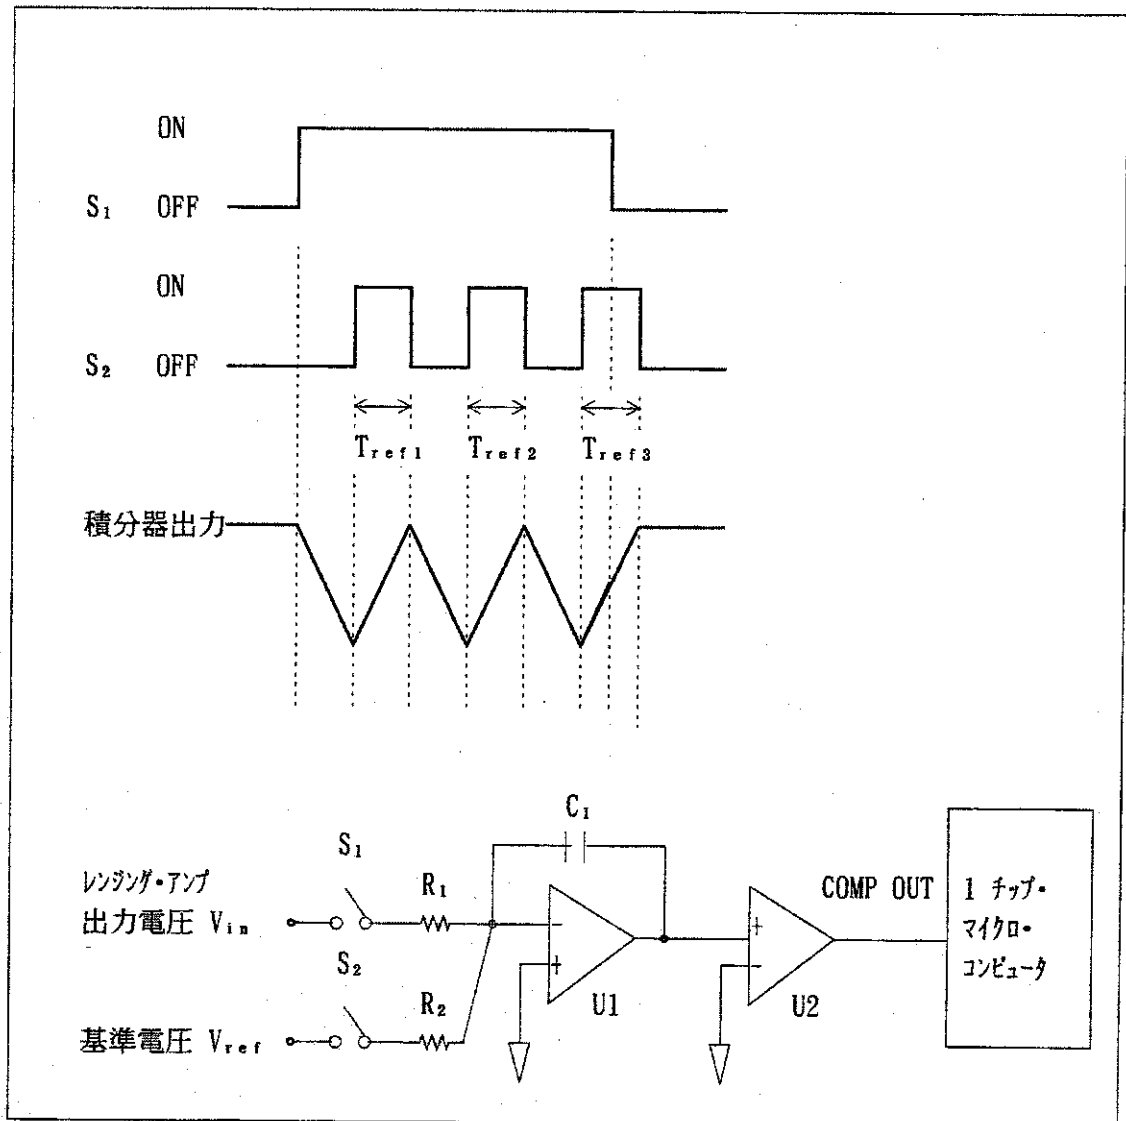 ON
S₁ OFF
ON
S₂ OFF
Tref1 Tref2 Tref3
積分器出力
C₁
S₁
レンジング・アンプ
R₁
COMP OUT
1 チップ・
出力電圧 Vin
−
+
マイクロ・
S₂
+
−
コンピュータ
R₂
U1
U2
基準電圧 Vref